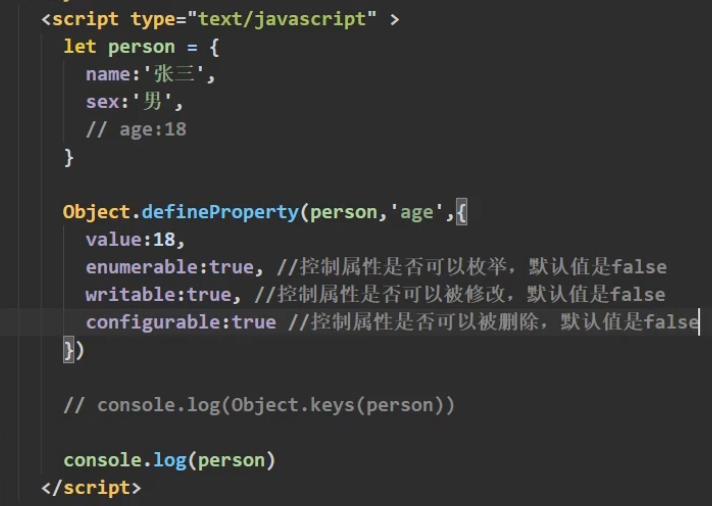 <script type="text/javascript" >
let person = {
name:'张三',
sex:'男',
// age:18
}
Object.defineProperty(person,'age',{
value:18,
enumerable:true, //控制属性是否可以枚举，默认值是false
writable:true, //控制属性是否可以被修改，默认值是false
configurable:true //控制属性是否可以被删除，默认值是false
})
// console.log(Object.keys(person))
console.log(person)
</script>